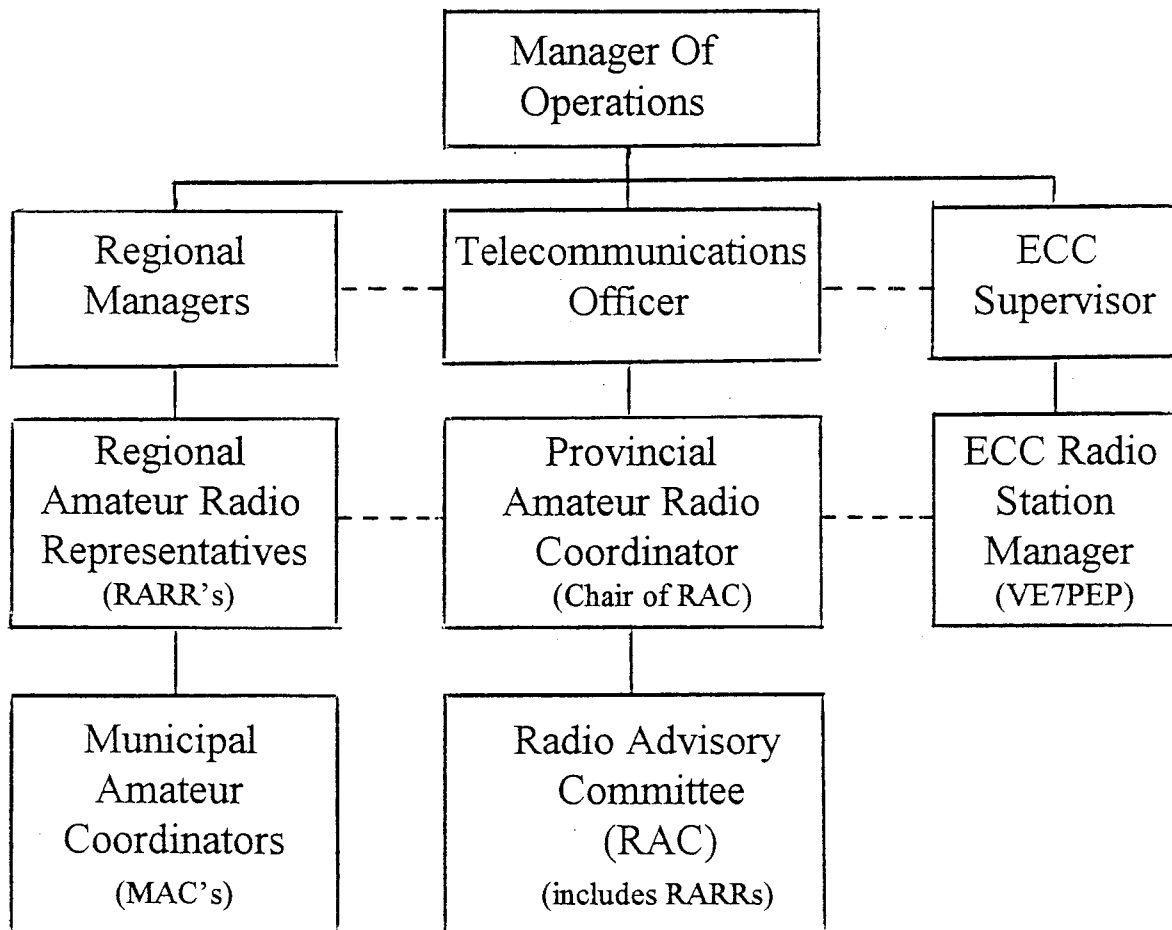 Manager Of
Operations
Regional
Managers
Telecommunications
Officer
ECC
Supervisor
Regional
Amateur Radio
Representatives
(RARR's)
Provincial
Amateur Radio
Coordinator
(Chair of RAC)
ECC Radio
Station
Manager
(VE7PEP)
Municipal
Amateur
Coordinators
(MAC's)
Radio Advisory
Committee
(RAC)
(includes RARRs)